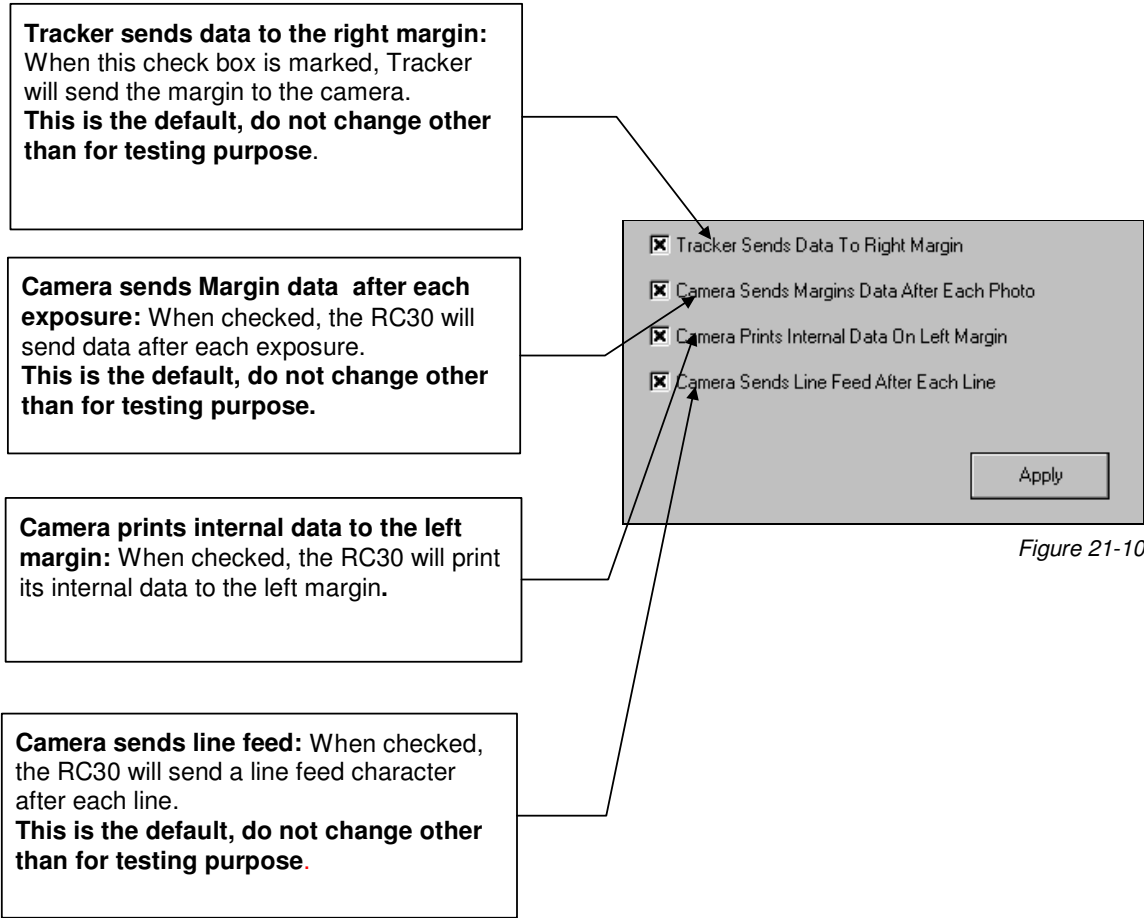 Tracker sends data to the right margin:
When this check box is marked, Tracker
will send the margin to the camera.
This is the default, do not change other
than for testing purpose.
Camera sends Margin data  after each
exposure: When checked, the RC30 will
send data after each exposure.
This is the default, do not change other
than for testing purpose.
Camera prints internal data to the left
margin: When checked, the RC30 will print
its internal data to the left margin.
Camera sends line feed: When checked,
the RC30 will send a line feed character
after each line.
This is the default, do not change other
than for testing purpose.
Tracker Sends Data To Right Margin
Camera Sends Margins Data After Each Photo
Camera Prints Internal Data On Left Margin
Camera Sends Line Feed After Each Line
Apply
Figure 21-10